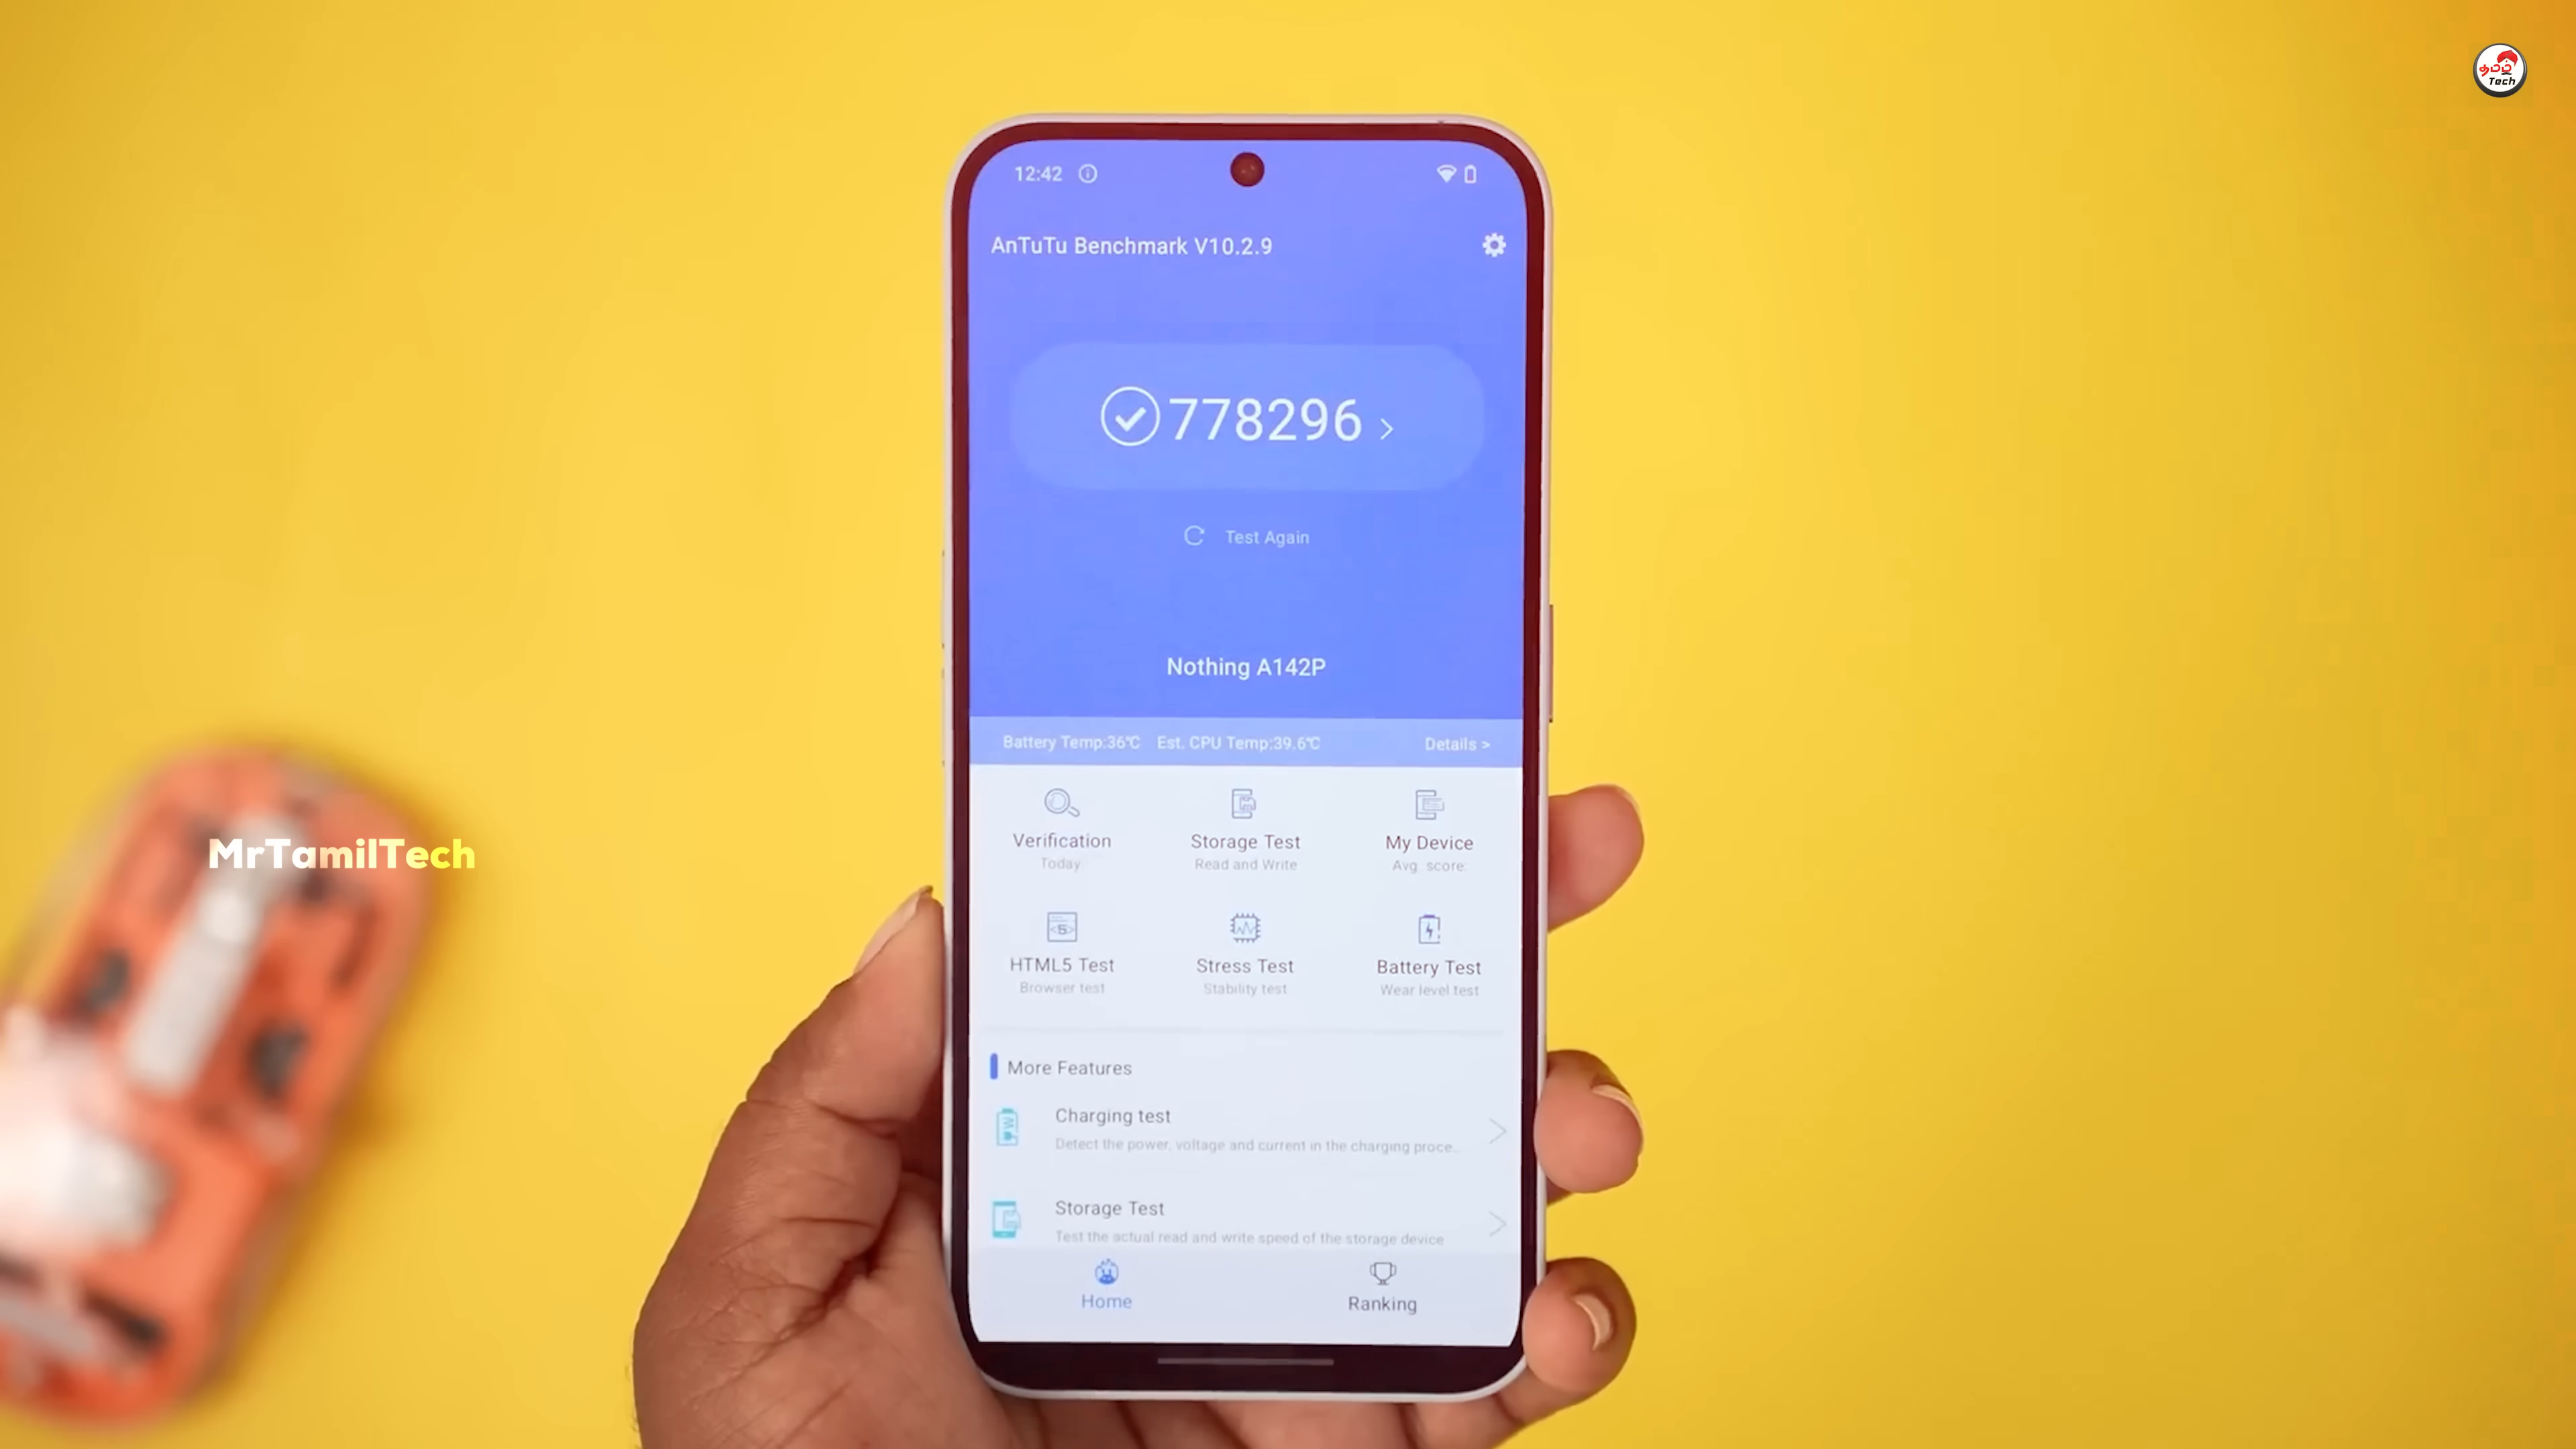 தமிழ்
Tech
12:42
AnTuTu Benchmark V10.2.9
778296 >
Test Again
Nothing A142P
Battery Temp:36℃ Est. CPU Temp:39.6℃ Details >
Verification Storage Test My Device
Today Read and Write Avg. score:
HTML5 Test Stress Test Battery Test
Browser test Stability test Wear level test
More Features
Charging test
Detect the power, voltage and current in the charging proce...
Storage Test
Test the actual read and write speed of the storage device
Home Ranking
MrTamilTech